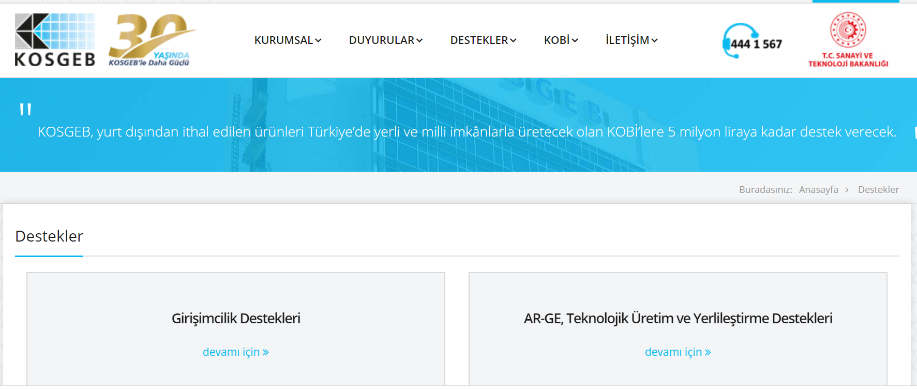 KOSGEB
30
YAŞINDA
KOSGEB'le Daha Güçlü
KURUMSAL
DUYURULAR
DESTEKLER
KOBİ
İLETİŞİM
444 1 567
T.C. SANAYİ VE
TEKNOLOJİ BAKANLIĞI
" KOSGEB, yurt dışından ithal edilen ürünleri Türkiye'de yerli ve milli imkânlarla üretecek olan KOBİ'lere 5 milyon liraya kadar destek verecek.
Buradasınız: Anasayfa > Destekler
Destekler
Girişimcilik Destekleri
devamı için »
AR-GE, Teknolojik Üretim ve Yerlileştirme Destekleri
devamı için »